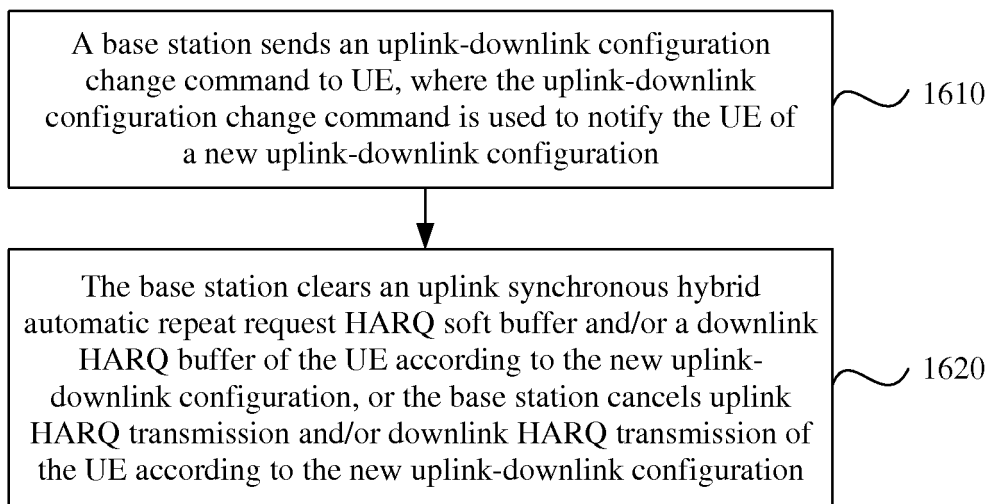 A base station sends an uplink-downlink configuration
change command to UE, where the uplink-downlink
configuration change command is used to notify the UE of
a new uplink-downlink configuration
1610
The base station clears an uplink synchronous hybrid
automatic repeat request HARQ soft buffer and/or a downlink
HARQ buffer of the UE according to the new uplink-
downlink configuration, or the base station cancels uplink
HARQ transmission and/or downlink HARQ transmission of
the UE according to the new uplink-downlink configuration
1620